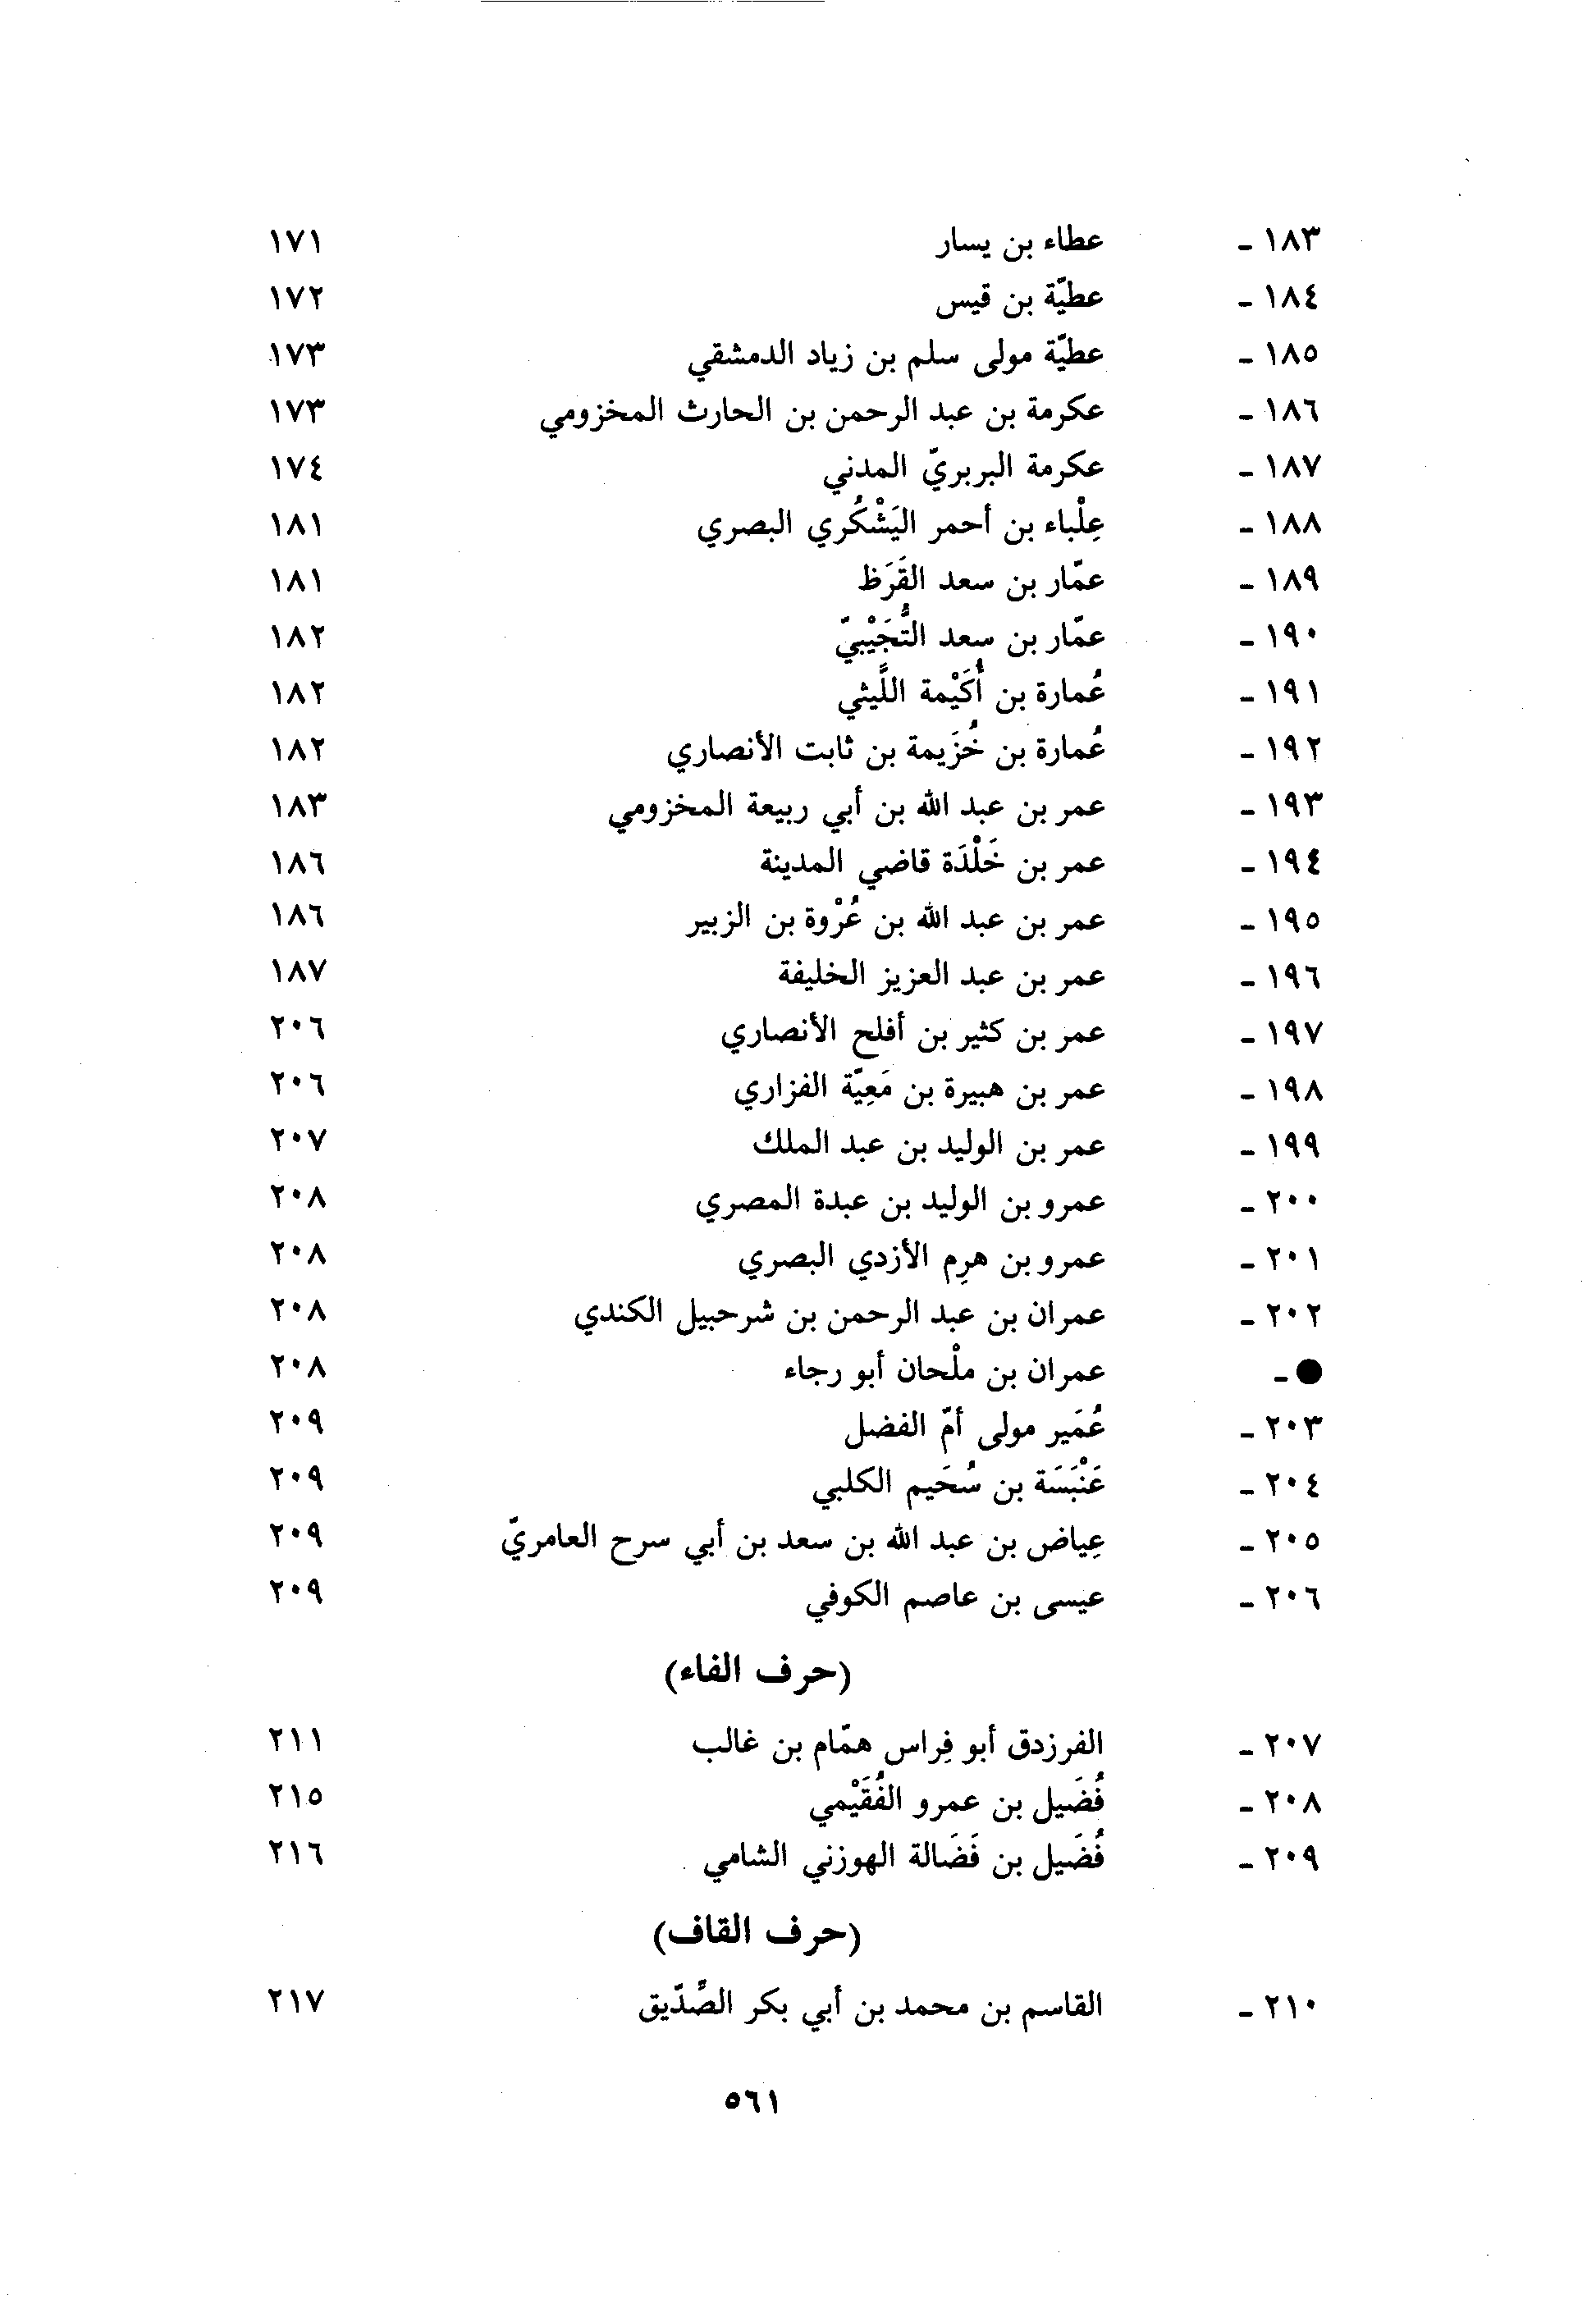 ١٨٣ - عطاء بن يسار ١٧١
١٨٤ - عطيّة بن قيس ١٧٢
١٨٥ - عطيّة مولى سلم بن زياد الدمشقي ١٧٣
١٨٦ - عكرمة بن عبد الرحمن بن الحارث المخزومي ١٧٣
١٨٧ - عكرمة البربريّ المدني ١٧٤
١٨٨ - عِلْباء بن أحمر اليَشْكُري البصري ١٨١
١٨٩ - عمّار بن سعد القَرَظ ١٨١
١٩٠ - عمّار بن سعد التُّجَيْبيّ ١٨٢
١٩١ - عُمارة بن أُكَيْمة اللَّيثي ١٨٢
١٩٢ - عُمارة بن خُزَيمة بن ثابت الأنصاري ١٨٢
١٩٣ - عمر بن عبد الله بن أبي ربيعة المخزومي ١٨٣
١٩٤ - عمر بن خَلْدَة قاضي المدينة ١٨٦
١٩٥ - عمر بن عبد الله بن عُرْوة بن الزبير ١٨٦
١٩٦ - عمر بن عبد العزيز الخليفة ١٨٧
١٩٧ - عمر بن كثير بن أفلح الأنصاري ٢٠٦
١٩٨ - عمر بن هبيرة بن مَعِيّة الفزاري ٢٠٦
١٩٩ - عمر بن الوليد بن عبد الملك ٢٠٧
٢٠٠ - عمرو بن الوليد بن عبدة المصري ٢٠٨
٢٠١ - عمرو بن هرِم الأزدي البصري ٢٠٨
٢٠٢ - عمران بن عبد الرحمن بن شرحبيل الكندي ٢٠٨
● - عمران بن ملْحان أبو رجاء ٢٠٨
٢٠٣ - عُمَير مولى أمّ الفضل ٢٠٩
٢٠٤ - عَنْبَسَة بن سُحَيم الكلبي ٢٠٩
٢٠٥ - عِياض بن عبد الله بن سعد بن أبي سرح العامريّ ٢٠٩
٢٠٦ - عيسى بن عاصم الكوفي ٢٠٩
(حرف الفاء)
٢٠٧ - الفرزدق أبو فِراس همّام بن غالب ٢١١
٢٠٨ - فُضَيل بن عمرو الفُقَيْمي ٢١٥
٢٠٩ - فُضَيل بن فَضَالة الهوزني الشامي ٢١٦
(حرف القاف)
٢١٠ - القاسم بن محمد بن أبي بكر الصِّدّيق ٢١٧
٥٦١